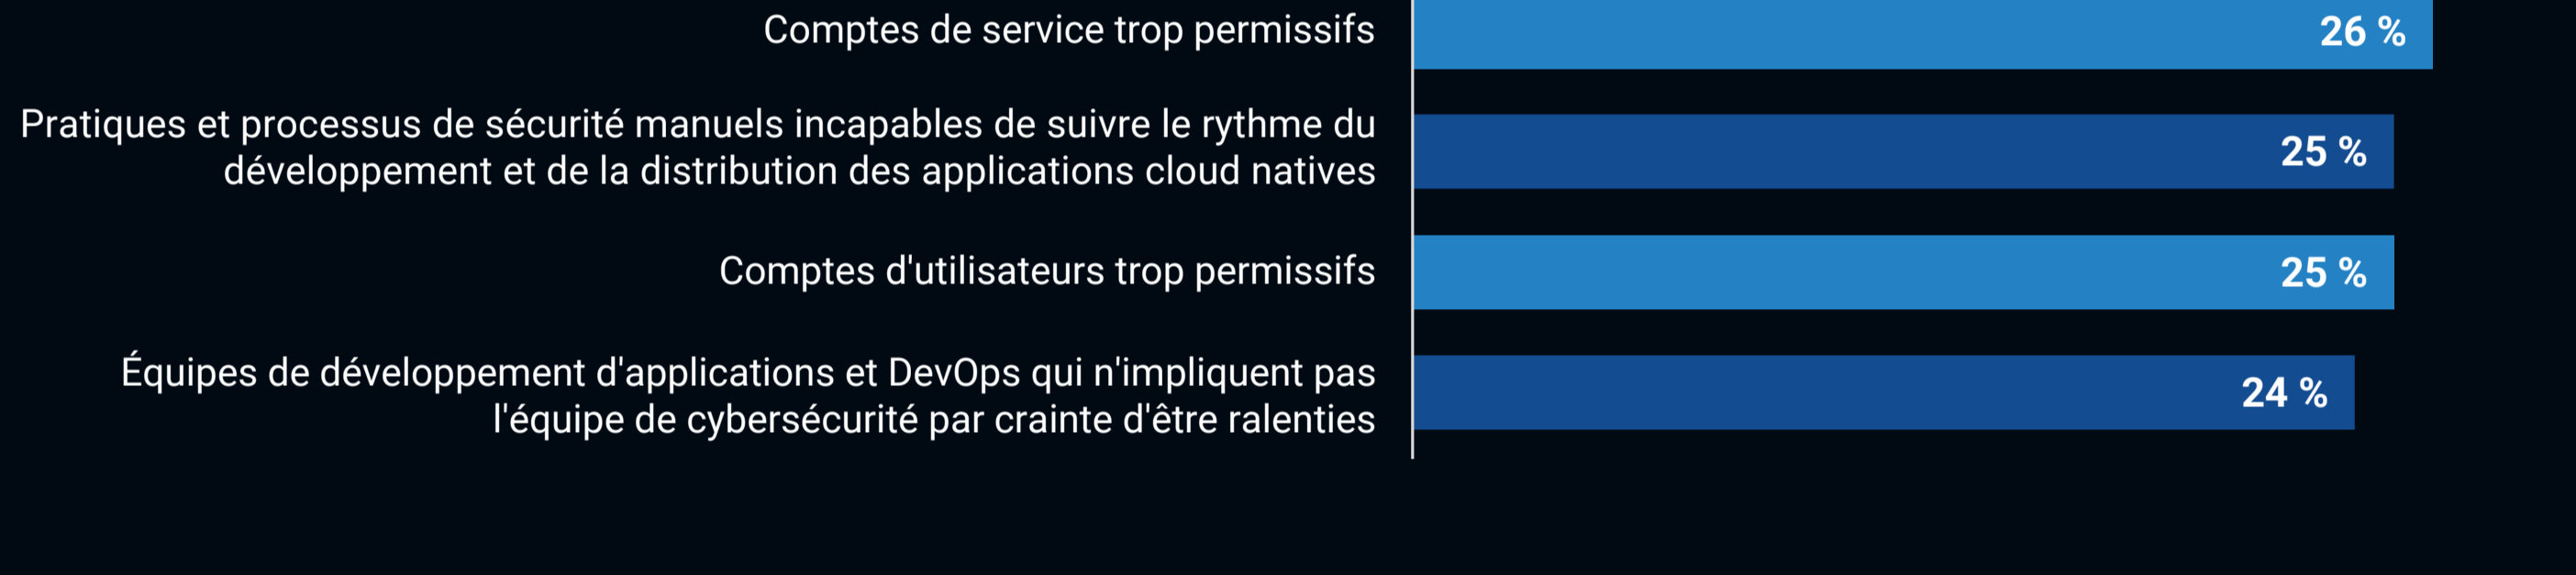 Comptes de service trop permissifs
26 %
Pratiques et processus de sécurité manuels incapables de suivre le rythme du
développement et de la distribution des applications cloud natives
25 %
Comptes d'utilisateurs trop permissifs
25 %
Équipes de développement d'applications et DevOps qui n'impliquent pas
l'équipe de cybersécurité par crainte d'être ralenties
24 %